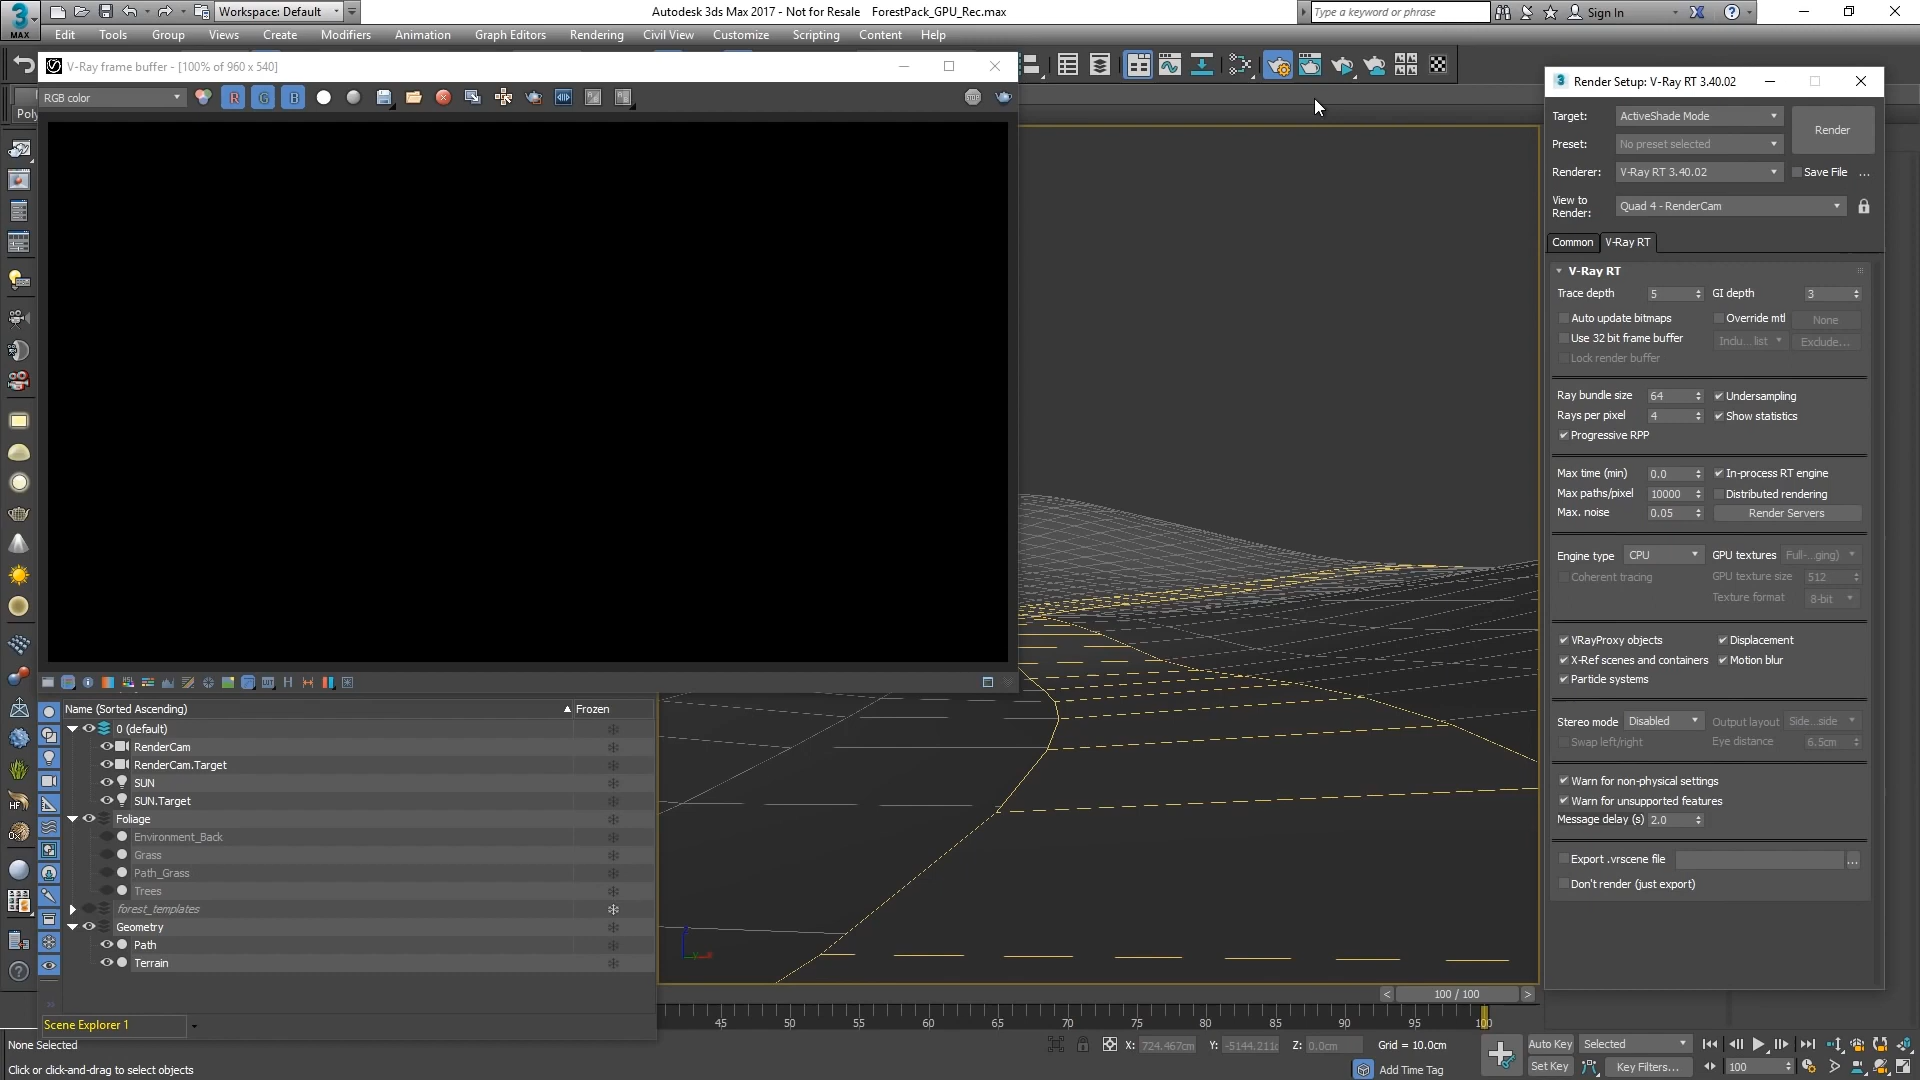 3
MAX
Workspace: Default
Autodesk 3ds Max 2017 - Not for Resale    ForestPack_GPU_Rec.max
Type a keyword or phrase
Sign In
Edit Tools Group Views Create Modifiers Animation Graph Editors Rendering Civil View Customize Scripting Content Help
V-Ray frame buffer - [100% of 960 x 540]
RGB color
R G B
Poly
STOP
Render Setup: V-Ray RT 3.40.02
Target: ActiveShade Mode
Render
Preset: No preset selected
Renderer: V-Ray RT 3.40.02
Save File ...
View to Render: Quad 4 - RenderCam
Common V-Ray RT
V-Ray RT
Trace depth 5 GI depth 3
Auto update bitmaps Override mtl None
Use 32 bit frame buffer Inclu... list Exclude...
Lock render buffer
Ray bundle size 64 Undersampling
Rays per pixel 4 Show statistics
Progressive RPP
Max time (min) 0.0 In-process RT engine
Max paths/pixel 10000 Distributed rendering
Max. noise 0.05 Render Servers
Engine type CPU GPU textures Full-...ging)
Coherent tracing GPU texture size 512
Texture format 8-bit
VRayProxy objects Displacement
X-Ref scenes and containers Motion blur
Particle systems
Stereo mode Disabled Output layout Side...side
Swap left/right Eye distance 6.5cm
Warn for non-physical settings
Warn for unsupported features
Message delay (s) 2.0
Export .vrscene file ...
Don't render (just export)
Name (Sorted Ascending) Frozen
0 (default)
RenderCam
RenderCam.Target
SUN
SUN.Target
Foliage
Environment_Back
Grass
Path_Grass
Trees
forest_templates
Geometry
Path
Terrain
Scene Explorer 1
< 100 / 100 >
45 50 55 60 65 70 75 80 85 90 95 100
None Selected
X: 724.467cm Y: -5144.211c Z: 0.0cm Grid = 10.0cm
Auto Key Selected
Click or click-and-drag to select objects
Add Time Tag
Set Key Key Filters...
100